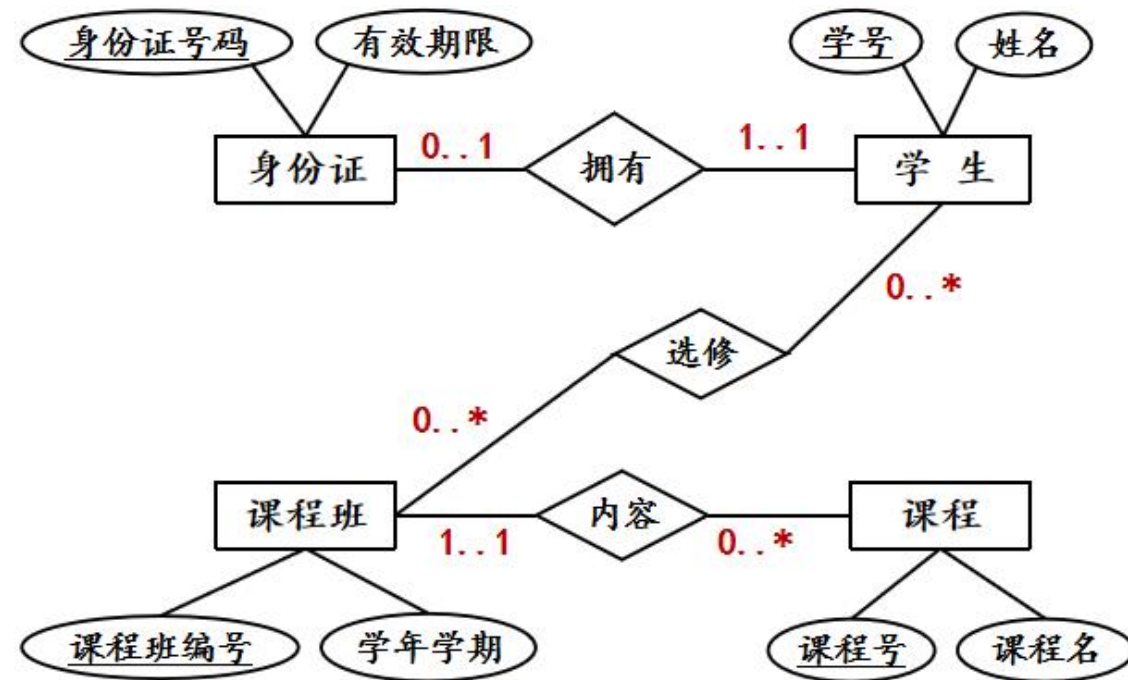 身份证号码 有效期限 学号 姓名
身份证 0..1 拥有 1..1 学 生
0..*
选修
0..*
课程班 1..1 内容 0..* 课程
课程班编号 学年学期 课程号 课程名